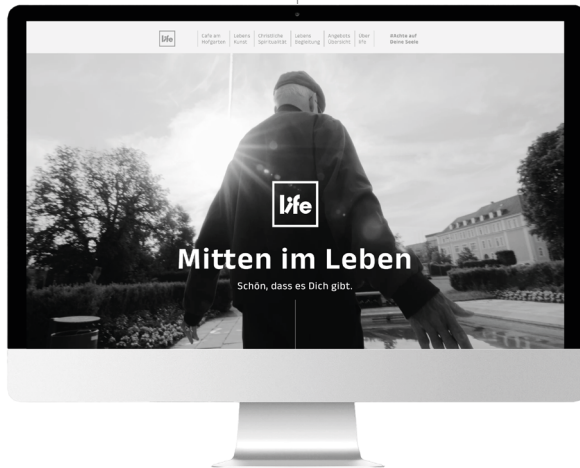 life
Café am
Hofgarten
Lebens
Kunst
Christliche
Spiritualität
Lebens
Begleitung
Angebots
Übersicht
Über
life
#Achte auf
Deine Seele
life
Mitten im Leben
Schön, dass es Dich gibt.